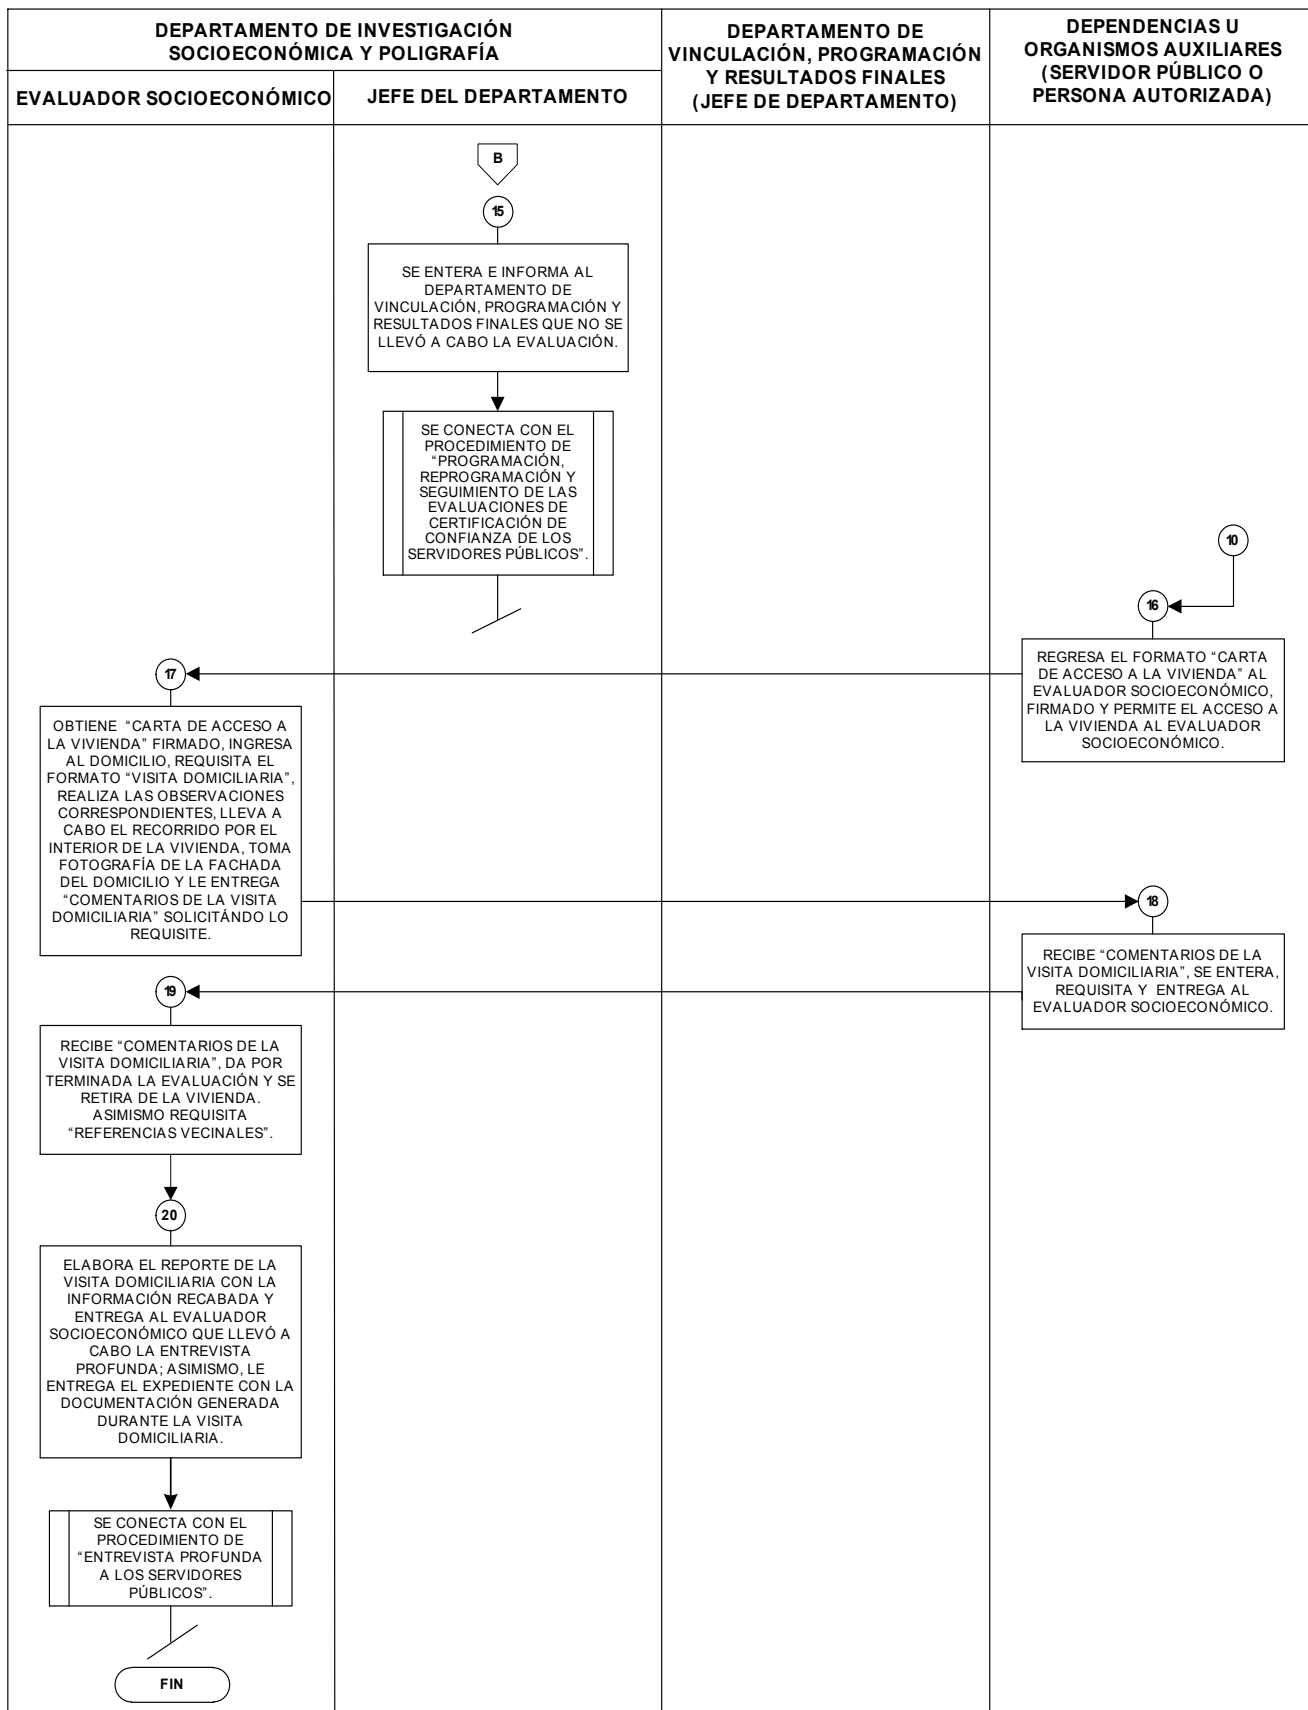 DEPARTAMENTO DE INVESTIGACIÓN
SOCIOECONÓMICA Y POLIGRAFÍA
DEPARTAMENTO DE
VINCULACIÓN, PROGRAMACIÓN
Y RESULTADOS FINALES
(JEFE DE DEPARTAMENTO)
DEPENDENCIAS U
ORGANISMOS AUXILIARES
(SERVIDOR PÚBLICO O
PERSONA AUTORIZADA)
EVALUADOR SOCIOECONÓMICO
JEFE DEL DEPARTAMENTO
B
15
SE ENTERA E INFORMA AL
DEPARTAMENTO DE
VINCULACIÓN, PROGRAMACIÓN Y
RESULTADOS FINALES QUE NO SE
LLEVÓ A CABO LA EVALUACIÓN.
SE CONECTA CON EL
PROCEDIMIENTO DE
“PROGRAMACIÓN,
REPROGRAMACIÓN Y
SEGUIMIENTO DE LAS
EVALUACIONES DE
CERTIFICACIÓN DE
CONFIANZA DE LOS
SERVIDORES PÚBLICOS”.
10
16
REGRESA EL FORMATO “CARTA
DE ACCESO A LA VIVIENDA” AL
EVALUADOR SOCIOECONÓMICO,
FIRMADO Y PERMITE EL ACCESO A
LA VIVIENDA AL EVALUADOR
SOCIOECONÓMICO.
17
OBTIENE “CARTA DE ACCESO A
LA VIVIENDA” FIRMADO, INGRESA
AL DOMICILIO, REQUISITA EL
FORMATO “VISITA DOMICILIARIA”,
REALIZA LAS OBSERVACIONES
CORRESPONDIENTES, LLEVA A
CABO EL RECORRIDO POR EL
INTERIOR DE LA VIVIENDA, TOMA
FOTOGRAFÍA DE LA FACHADA
DEL DOMICILIO Y LE ENTREGA
“COMENTARIOS DE LA VISITA
DOMICILIARIA” SOLICITÁNDO LO
REQUISITE.
18
RECIBE “COMENTARIOS DE LA
VISITA DOMICILIARIA”, SE ENTERA,
REQUISITA Y ENTREGA AL
EVALUADOR SOCIOECONÓMICO.
19
RECIBE “COMENTARIOS DE LA
VISITA DOMICILIARIA”, DA POR
TERMINADA LA EVALUACIÓN Y SE
RETIRA DE LA VIVIENDA.
ASIMISMO REQUISITA
“REFERENCIAS VECINALES”.
20
ELABORA EL REPORTE DE LA
VISITA DOMICILIARIA CON LA
INFORMACIÓN RECABADA Y
ENTREGA AL EVALUADOR
SOCIOECONÓMICO QUE LLEVÓ A
CABO LA ENTREVISTA
PROFUNDA; ASIMISMO, LE
ENTREGA EL EXPEDIENTE CON LA
DOCUMENTACIÓN GENERADA
DURANTE LA VISITA
DOMICILIARIA.
SE CONECTA CON EL
PROCEDIMIENTO DE
“ENTREVISTA PROFUNDA
A LOS SERVIDORES
PÚBLICOS”.
FIN